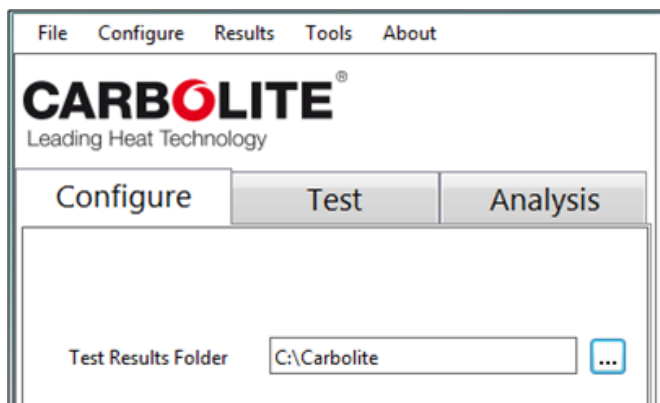 File Configure Results Tools About
CARBOLITE®
Leading Heat Technology
Configure Test Analysis
Test Results Folder C:\Carbolite ...